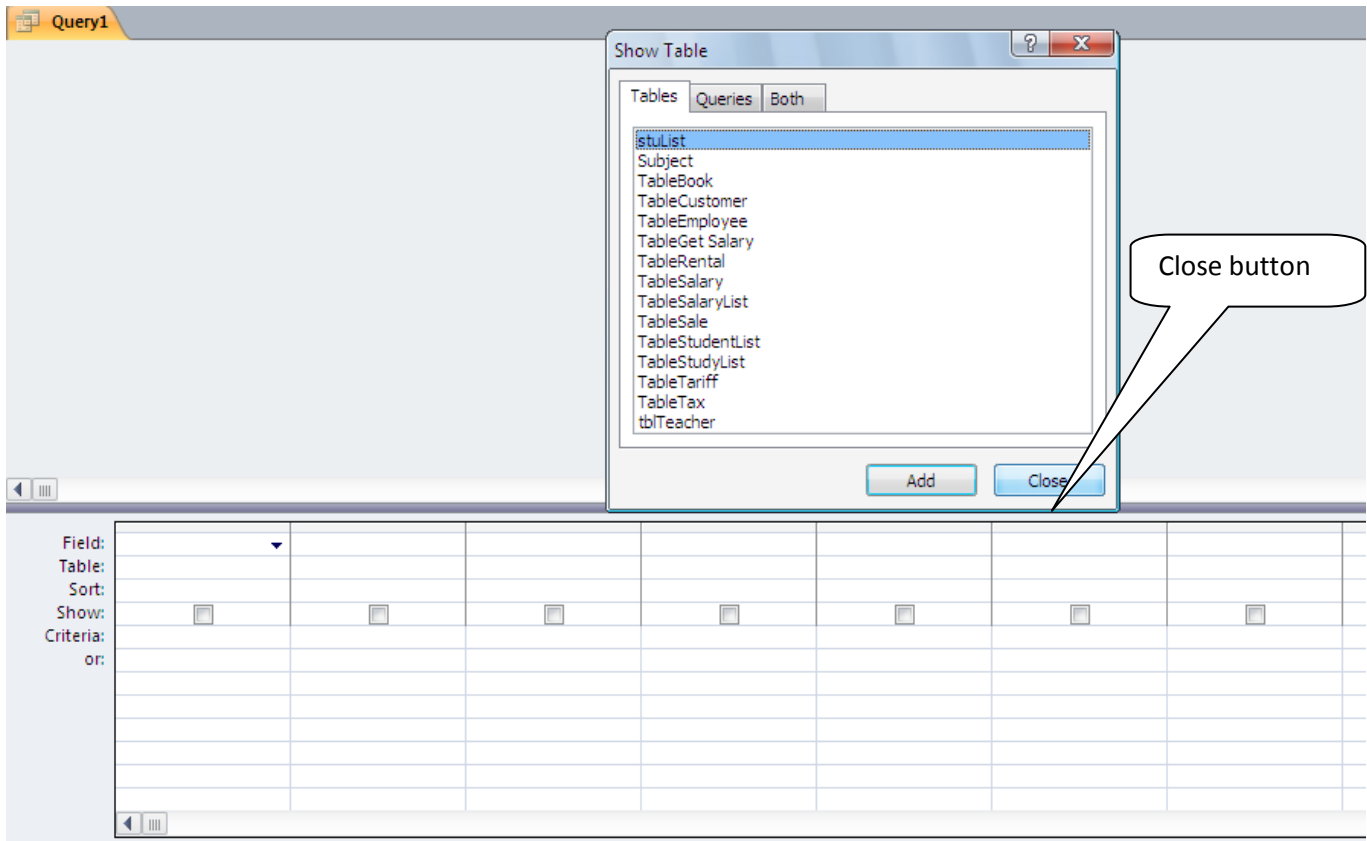 Query1
Show Table
Tables Queries Both
stuList
Subject
TableBook
TableCustomer
TableEmployee
TableGet Salary
TableRental
TableSalary
TableSalaryList
TableSale
TableStudentList
TableStudyList
TableTariff
TableTax
tblTeacher
Close button
Add Close
Field:
Table:
Sort:
Show:
Criteria:
or: